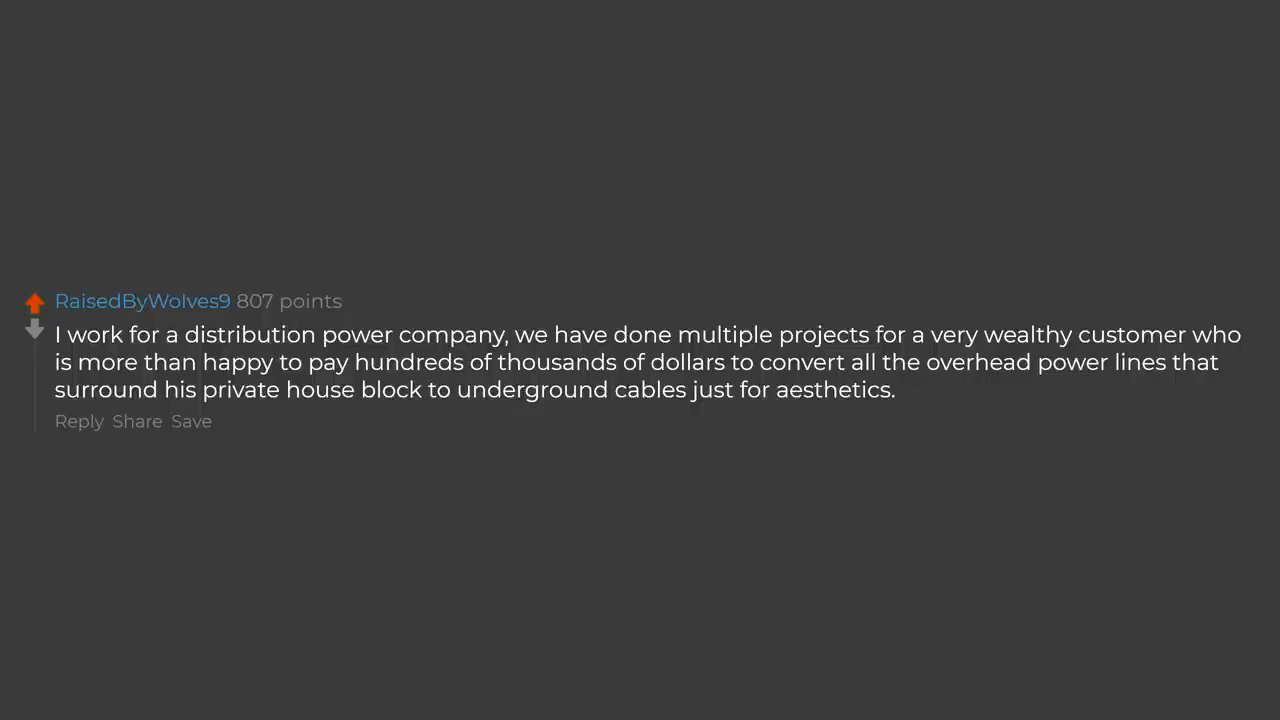 RaisedByWolves9 807 points
I work for a distribution power company, we have done multiple projects for a very wealthy customer who
is more than happy to pay hundreds of thousands of dollars to convert all the overhead power lines that
surround his private house block to underground cables just for aesthetics.
Reply Share Save